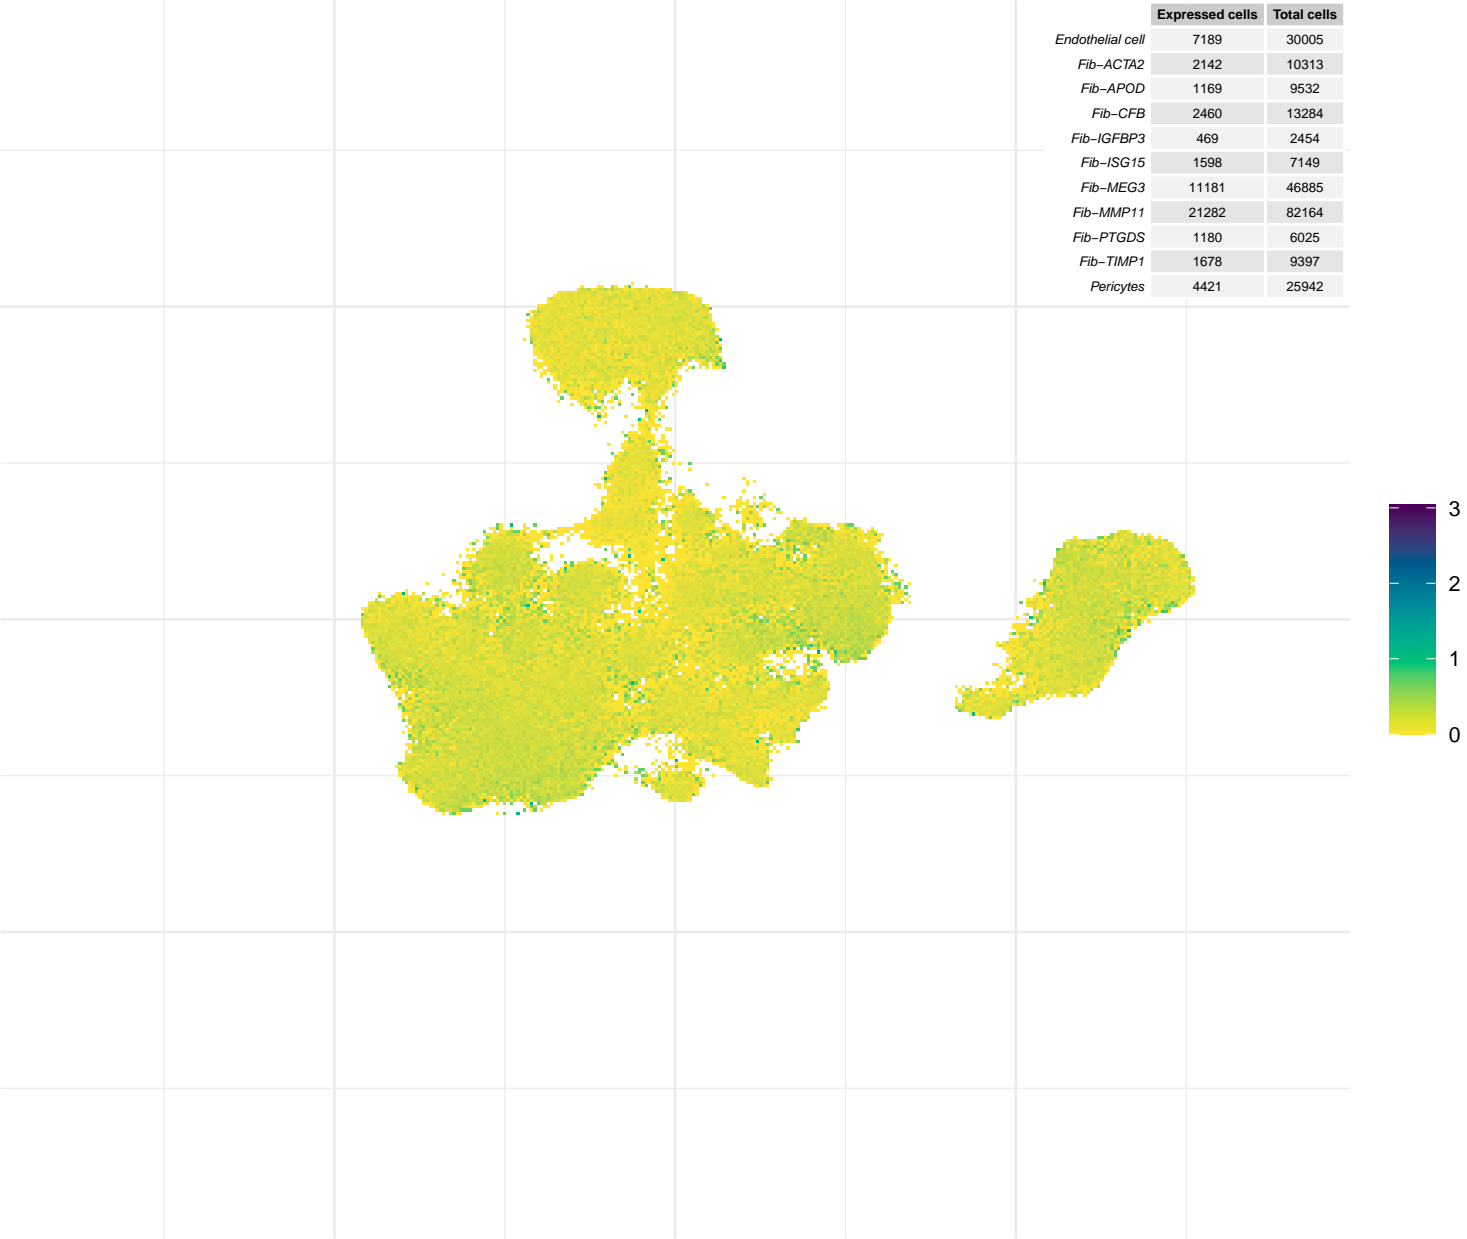 Expressed cells Total cells
Endothelial cell 7189 30005
Fib−ACTA2 2142 10313
Fib−APOD 1169 9532
Fib−CFB 2460 13284
Fib−IGFBP3 469 2454
Fib−ISG15 1598 7149
Fib−MEG3 11181 46885
Fib−MMP11 21282 82164
Fib−PTGDS 1180 6025
Fib−TIMP1 1678 9397
Pericytes 4421 25942
3
2
1
0